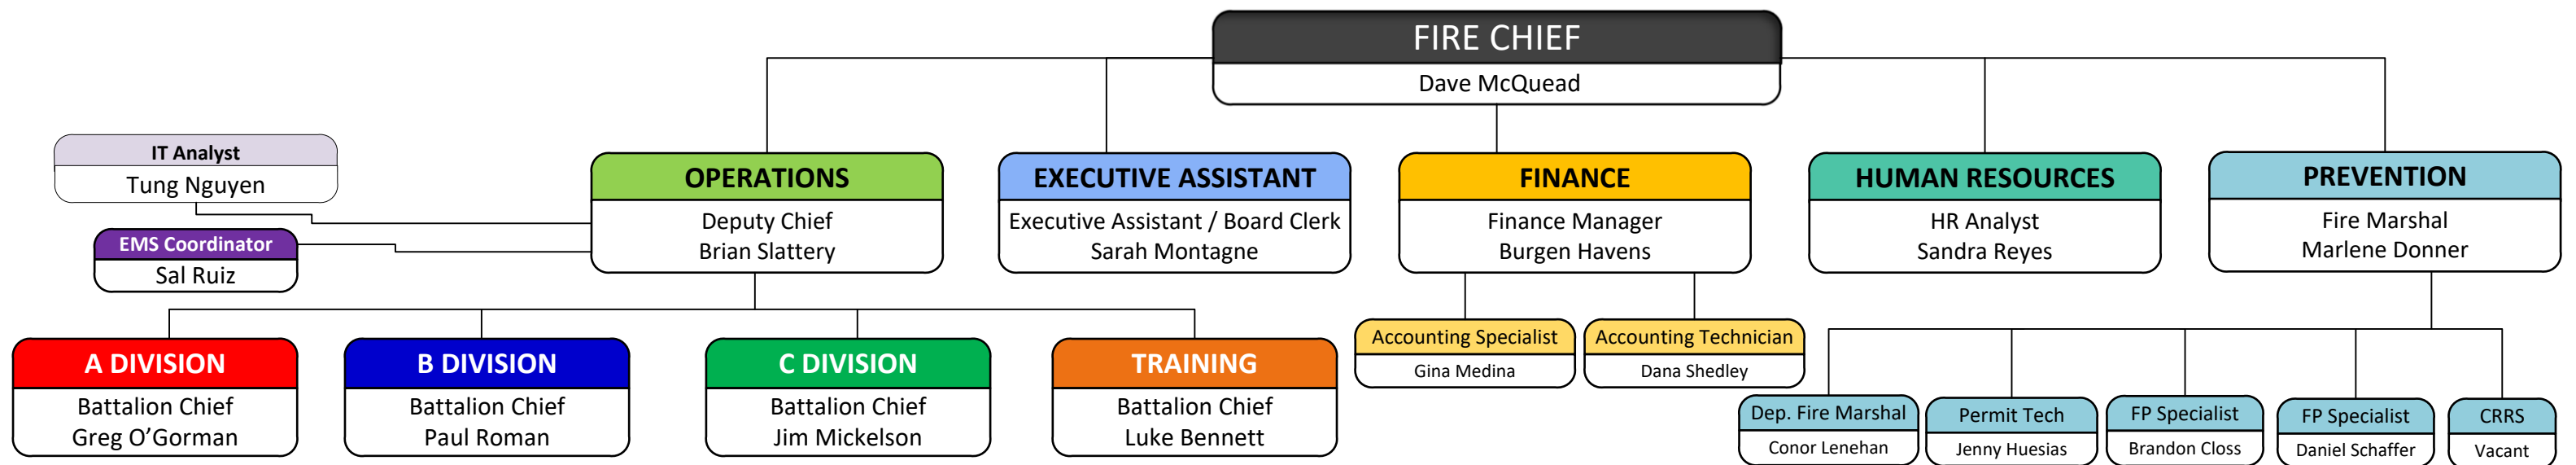 FIRE CHIEF
Dave McQuead
IT Analyst
Tung Nguyen
EMS Coordinator
Sal Ruiz
OPERATIONS
Deputy Chief
Brian Slattery
EXECUTIVE ASSISTANT
Executive Assistant / Board Clerk
Sarah Montagne
FINANCE
Finance Manager
Burgen Havens
HUMAN RESOURCES
HR Analyst
Sandra Reyes
PREVENTION
Fire Marshal
Marlene Donner
A DIVISION
Battalion Chief
Greg O’Gorman
B DIVISION
Battalion Chief
Paul Roman
C DIVISION
Battalion Chief
Jim Mickelson
TRAINING
Battalion Chief
Luke Bennett
Accounting Specialist
Gina Medina
Accounting Technician
Dana Shedley
Dep. Fire Marshal
Conor Lenehan
Permit Tech
Jenny Huesias
FP Specialist
Brandon Closs
FP Specialist
Daniel Schaffer
CRRS
Vacant